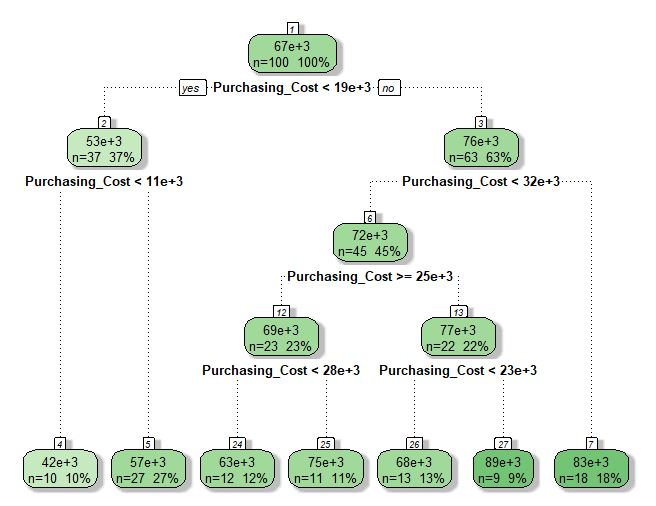 1
67e+3
n=100 100%
yes Purchasing_Cost < 19e+3 no
2
53e+3
n=37 37%
3
76e+3
n=63 63%
Purchasing_Cost < 11e+3
Purchasing_Cost < 32e+3
6
72e+3
n=45 45%
Purchasing_Cost >= 25e+3
12
69e+3
n=23 23%
13
77e+3
n=22 22%
Purchasing_Cost < 28e+3
Purchasing_Cost < 23e+3
4
42e+3
n=10 10%
5
57e+3
n=27 27%
24
63e+3
n=12 12%
25
75e+3
n=11 11%
26
68e+3
n=13 13%
27
89e+3
n=9 9%
7
83e+3
n=18 18%